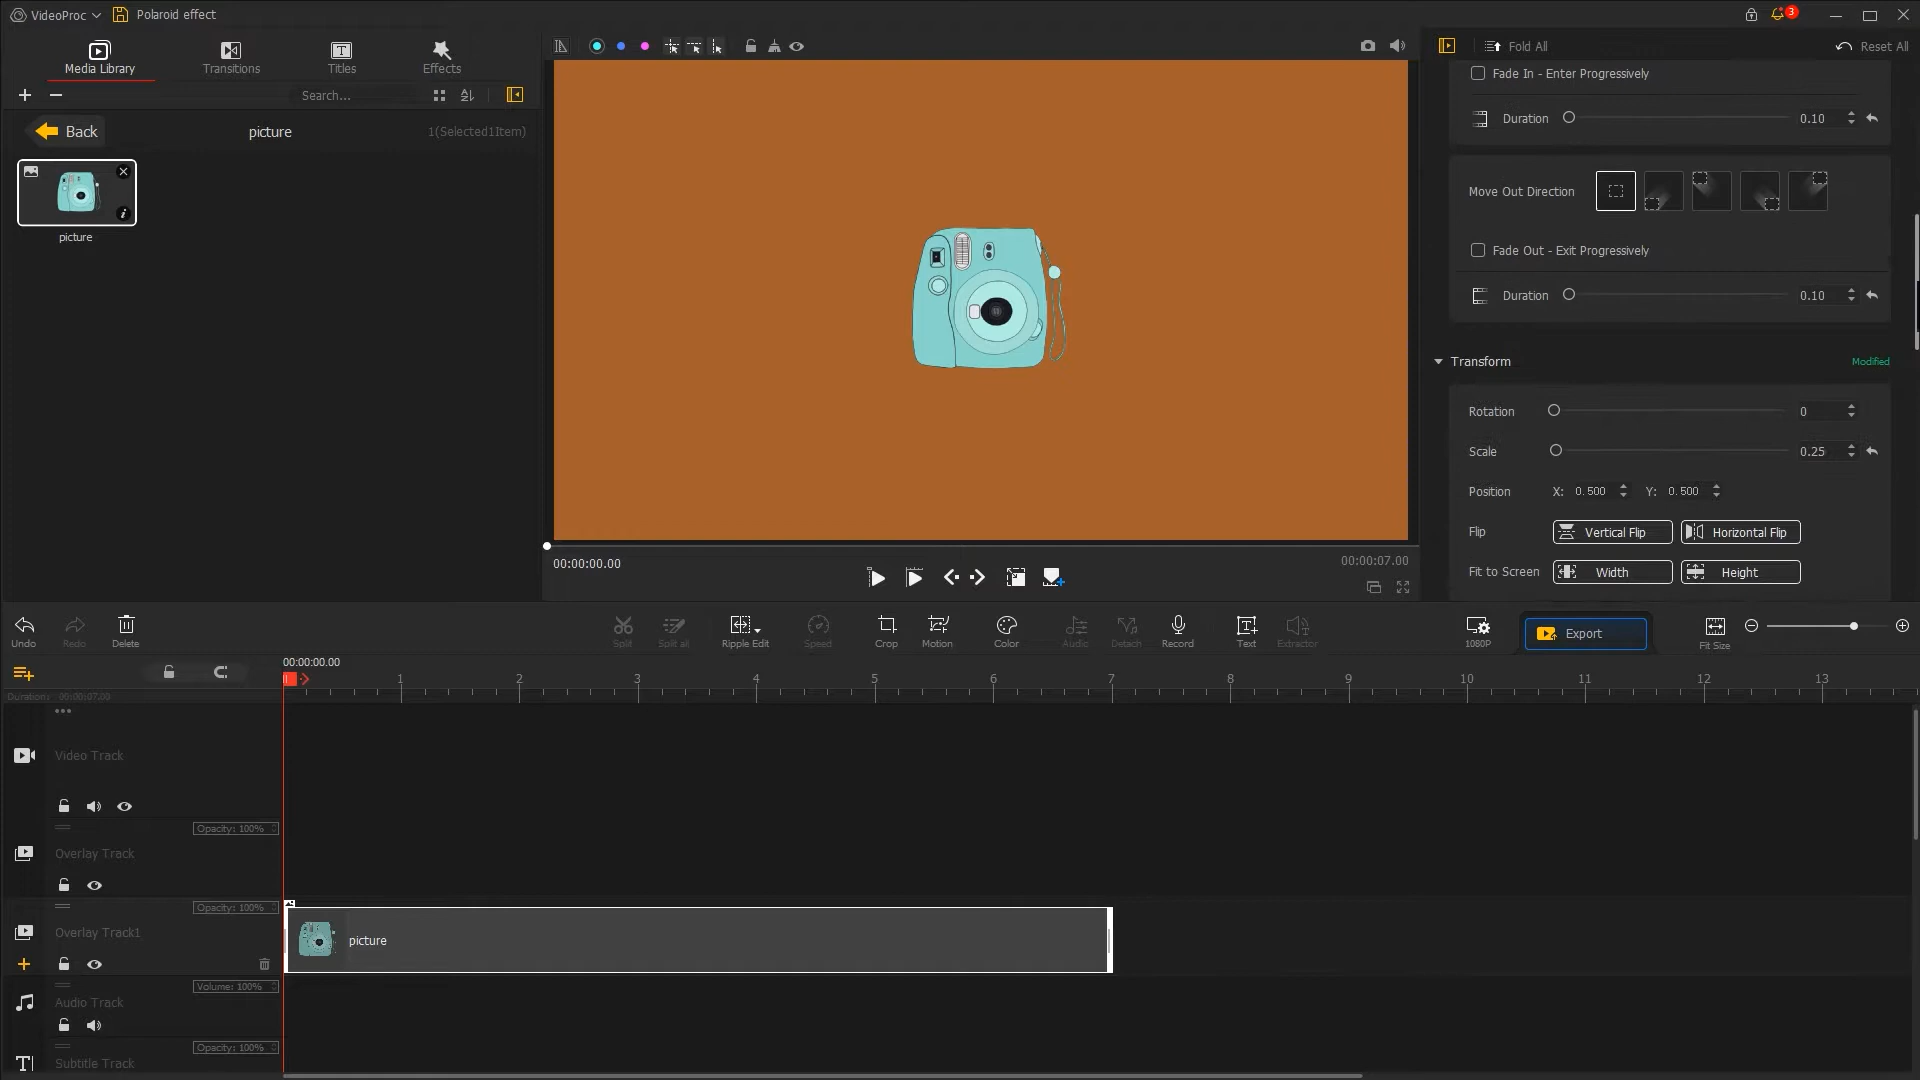 VideoProc
Polaroid effect
3
Media Library
Transitions
Titles
Effects
Fold All
Reset All
Search...
Fade In - Enter Progressively
Duration
0.10
Back
picture
1(Selected1Item)
picture
Move Out Direction
Fade Out - Exit Progressively
Duration
0.10
Transform
Modified
Rotation
0
Scale
0.25
Position
X: 0.500
Y: 0.500
Flip
Vertical Flip
Horizontal Flip
Fit to Screen
Width
Height
00:00:00.00
00:00:07.00
Undo
Redo
Delete
Split
Split all
Ripple Edit
Speed
Crop
Motion
Color
Audio
Detach
Record
Text
Extractor
1080P
Export
Fit Size
00:00:00.00
1 2 3 4 5 6 7 8 9 10 11 12 13
Duration: 00:00:07.00
Video Track
Opacity: 100%
Overlay Track
Opacity: 100%
Overlay Track1
picture
Volume: 100%
Audio Track
Opacity: 100%
Subtitle Track